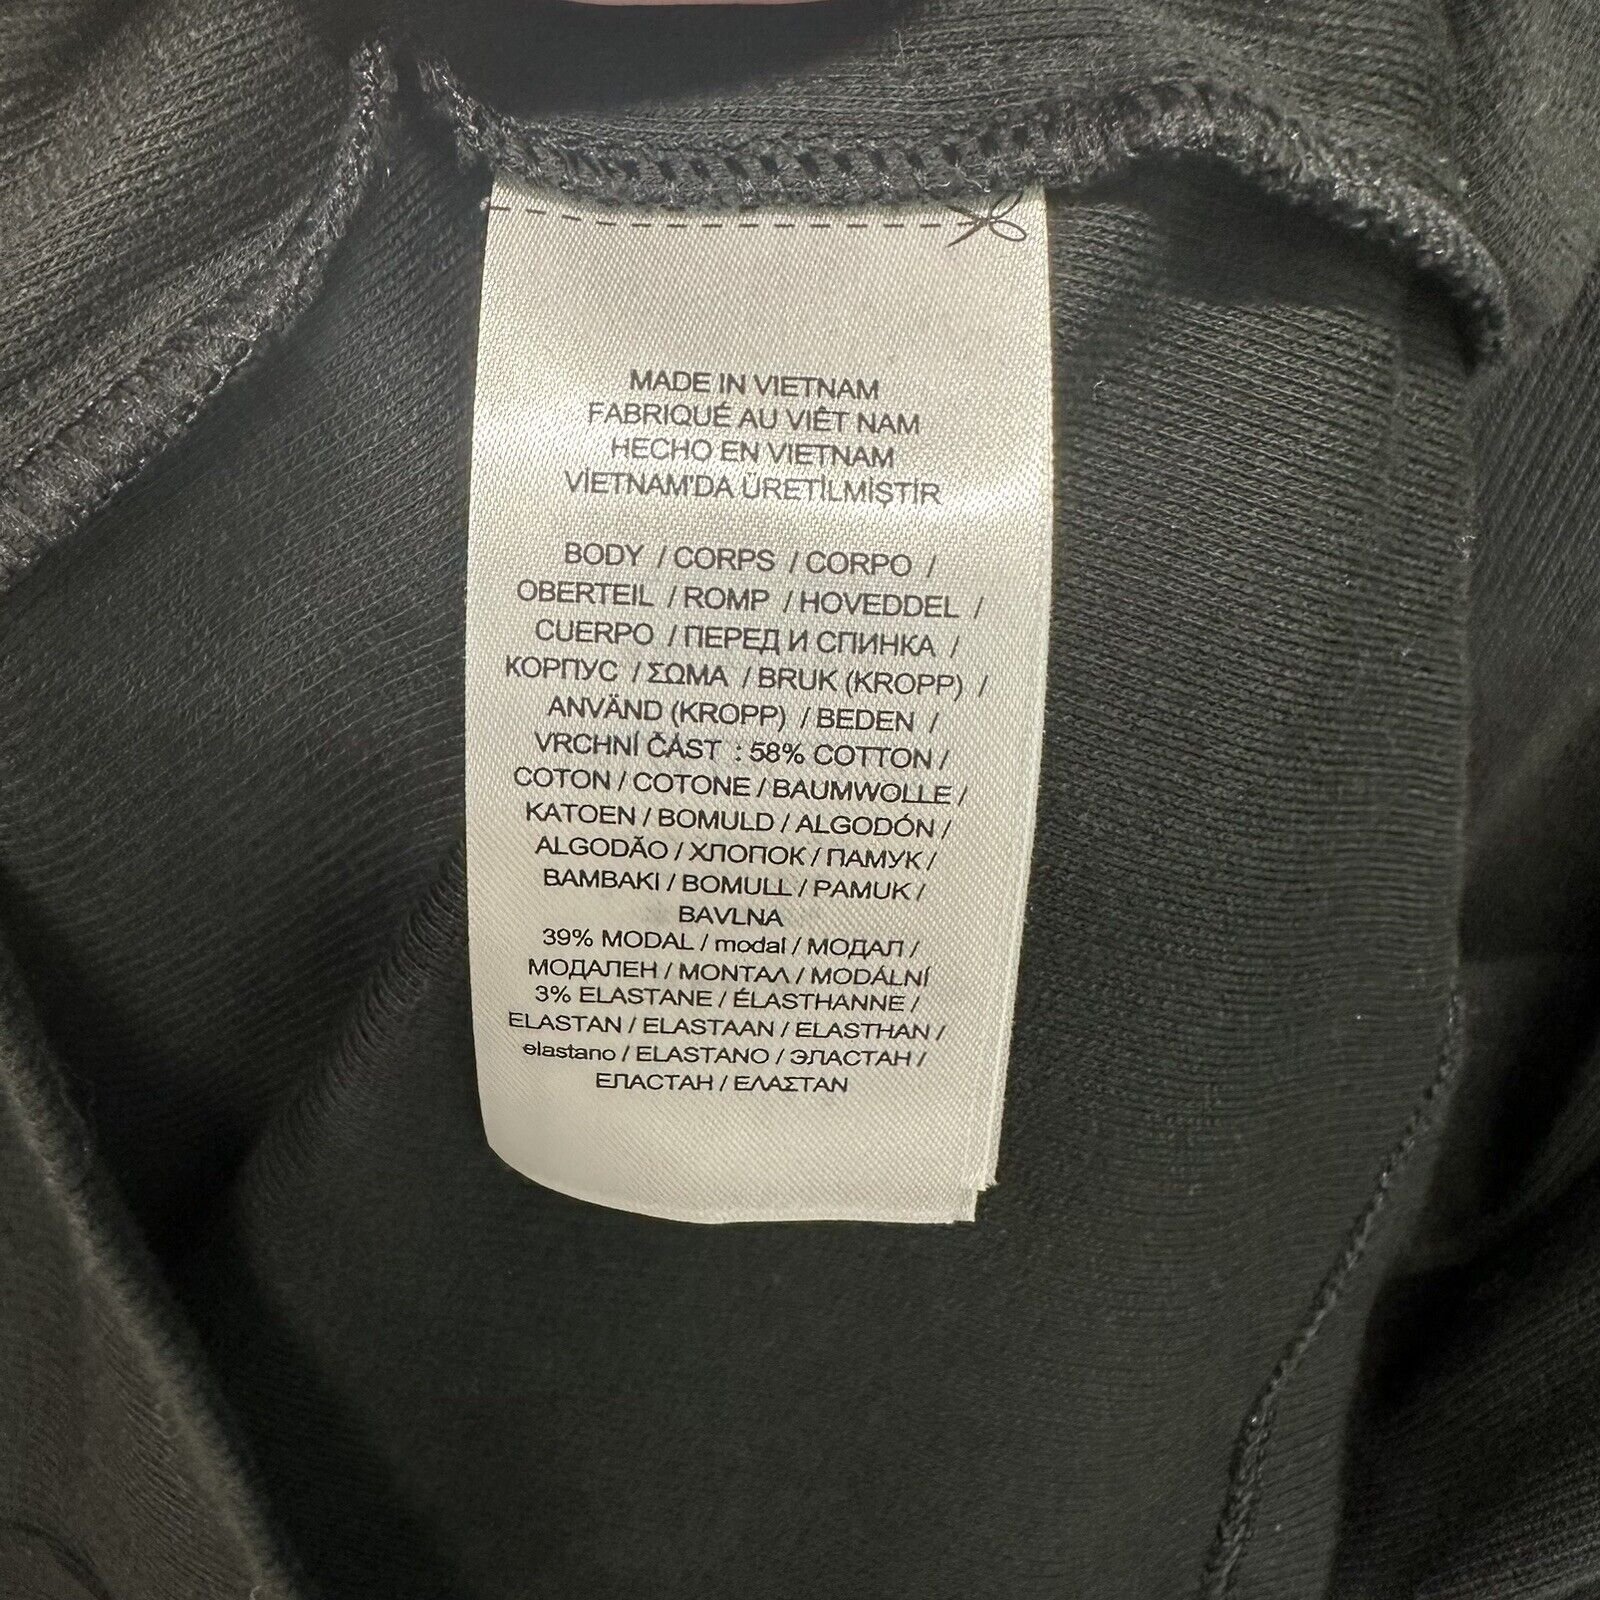 MADE IN VIETNAM
FABRIQUÉ AU VIÊT NAM
HECHO EN VIETNAM
VİETNAM'DA ÜRETİLMİŞTİR
BODY / CORPS / CORPO /
OBERTEIL / ROMP / HOVEDDEL /
CUERPO / ПЕРЕД И СПИНКА /
КОРПУС / ΣΩΜΑ / BRUK (KROPP) /
ANVÄND (KROPP) / BEDEN /
VRCHNÍ ČÁST : 58% COTTON /
COTON / COTONE / BAUMWOLLE /
KATOEN / BOMULD / ALGODÓN /
ALGODÃO / ХЛОПОК / ПАМУК /
ΒΑΜΒΑΚΙ / BOMULL / PAMUK /
BAVLNA
39% MODAL / modal / МОДАЛ /
МОДАЛЕН / ΜΟΝΤΑΛ / MODÁLNÍ
3% ELASTANE / ÉLASTHANNE /
ELASTAN / ELASTAAN / ELASTHAN /
elastano / ELASTANO / ЭЛАСТАН /
ЕЛАСТАН / ΕΛΑΣΤΑΝ